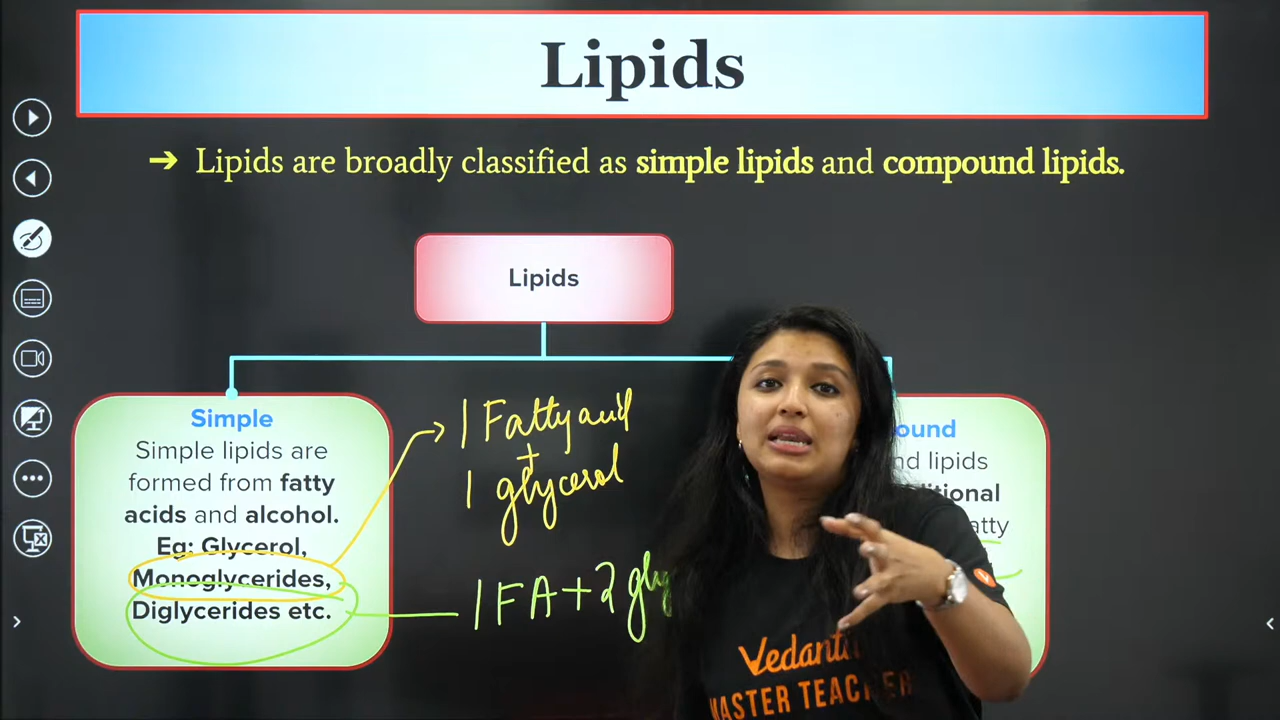 Lipids
➔ Lipids are broadly classified as simple lipids and compound lipids.
Lipids
Simple
Simple lipids are
formed from fatty
acids and alcohol.
Eg: Glycerol,
Monoglycerides,
Diglycerides etc.
1 Fatty acid
+
1 glycerol
1 FA + 2 gly
ound
nd lipids
ditional
atty
Vedant
MASTER TEACHER